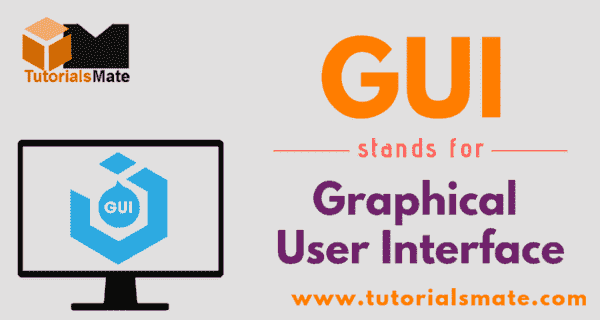 TutorialsMate
GUI
stands for
Graphical
User Interface
GUI
www.tutorialsmate.com